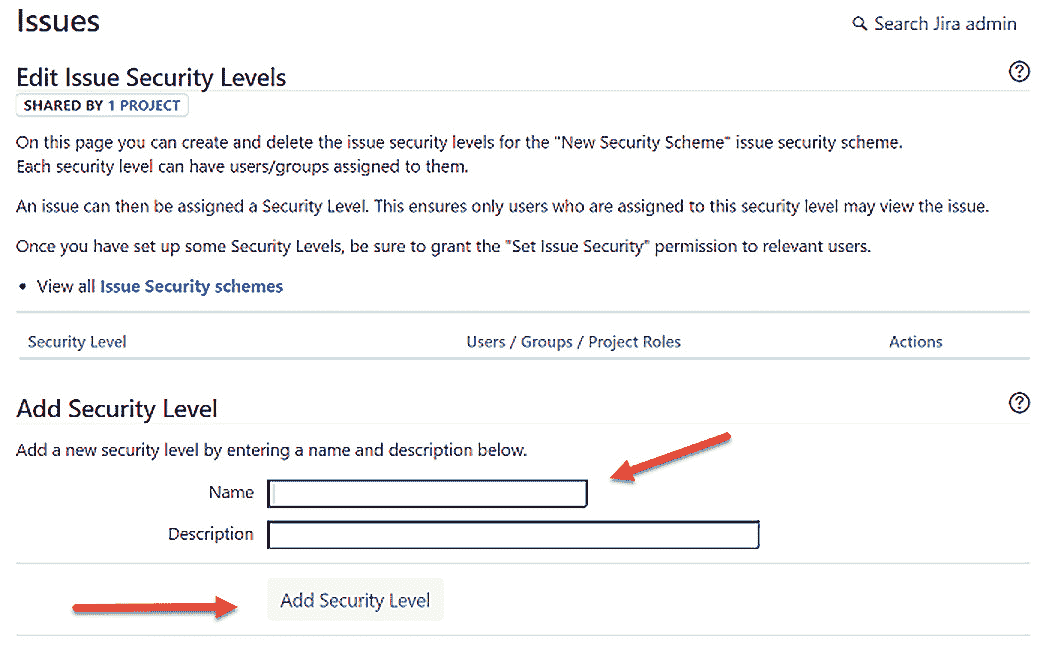 Issues
Search Jira admin
Edit Issue Security Levels
SHARED BY 1 PROJECT
On this page you can create and delete the issue security levels for the "New Security Scheme" issue security scheme.
Each security level can have users/groups assigned to them.
An issue can then be assigned a Security Level. This ensures only users who are assigned to this security level may view the issue.
Once you have set up some Security Levels, be sure to grant the "Set Issue Security" permission to relevant users.
• View all Issue Security schemes
Security Level Users / Groups / Project Roles Actions
Add Security Level
Add a new security level by entering a name and description below.
Name
Description
Add Security Level